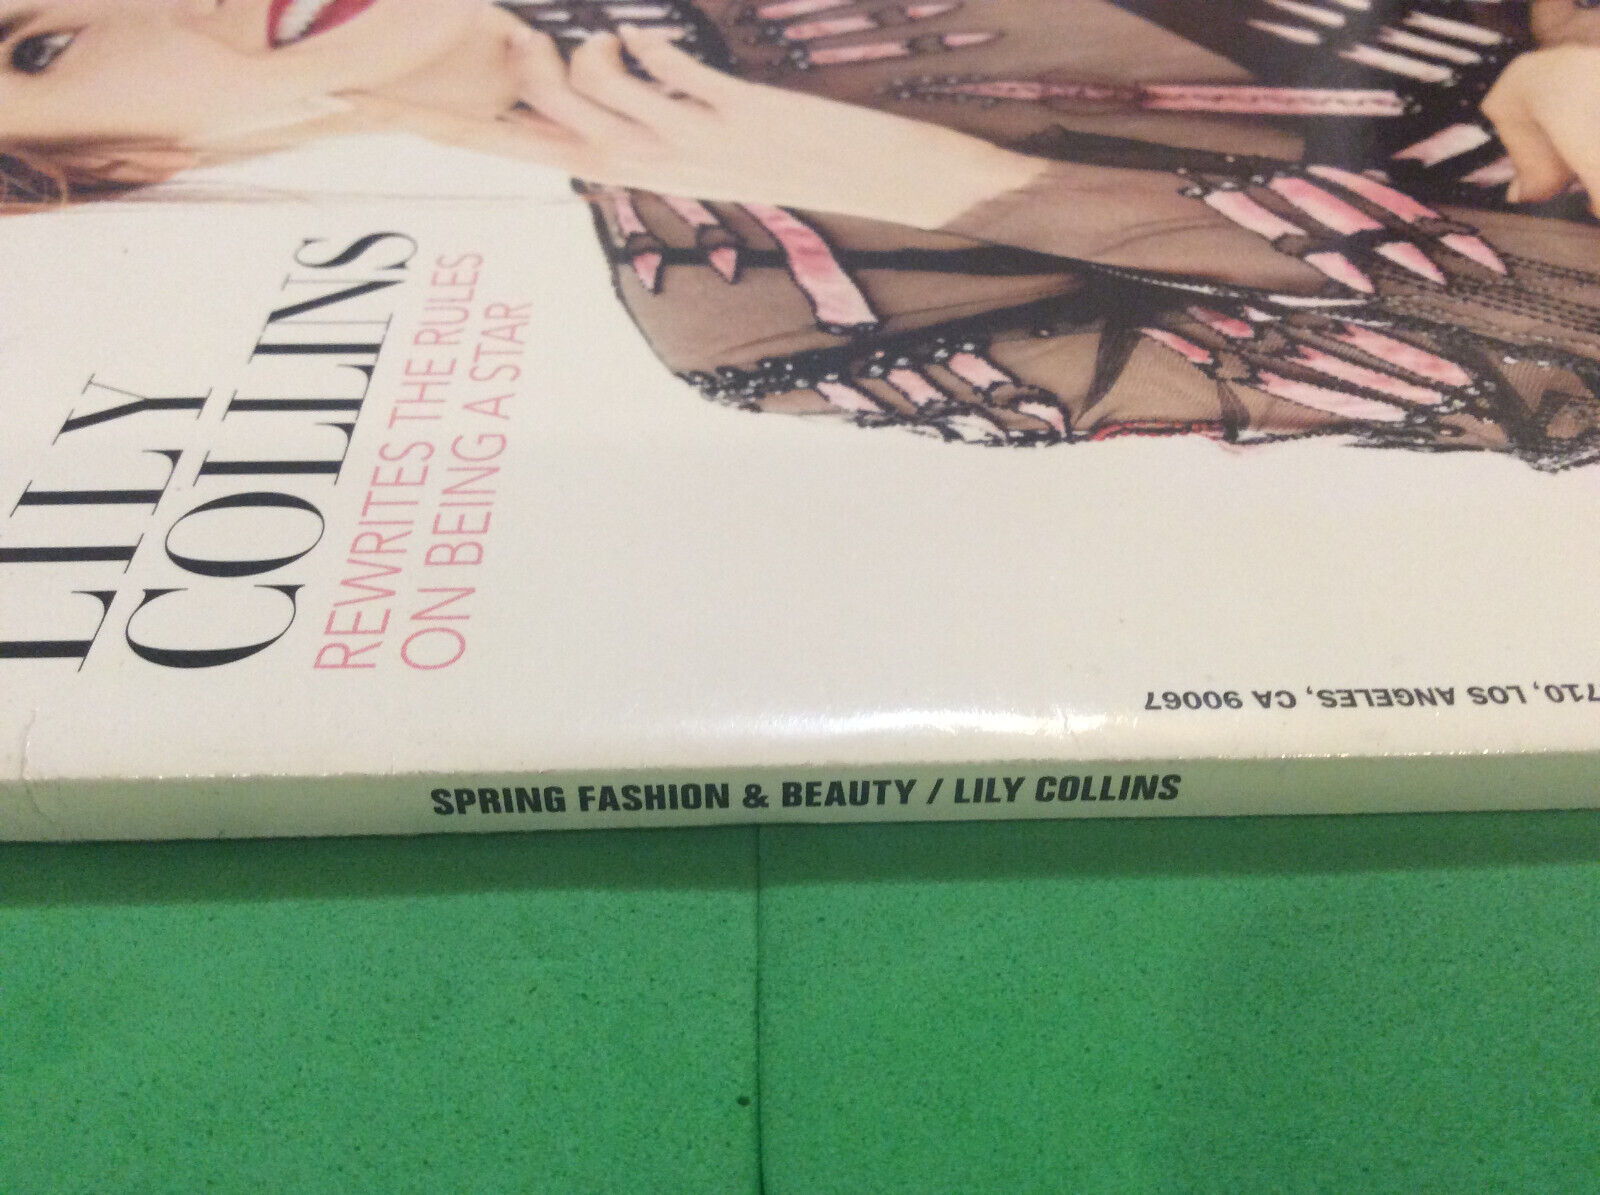 LILY
COLLINS
REWRITES THE RULES
ON BEING A STAR
710, LOS ANGELES, CA 90067
SPRING FASHION & BEAUTY / LILY COLLINS